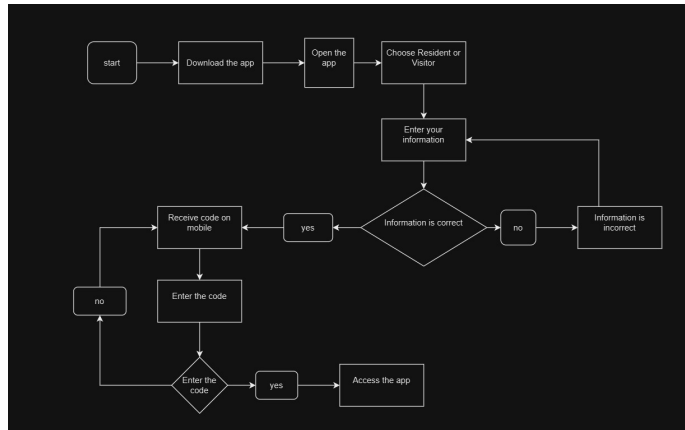 start
Download the app
Open the
app
Choose Resident or
Visitor
Enter your
information
Information is correct
yes
no
Information is
incorrect
Receive code on
mobile
Enter the code
no
Enter the
code
yes
Access the app